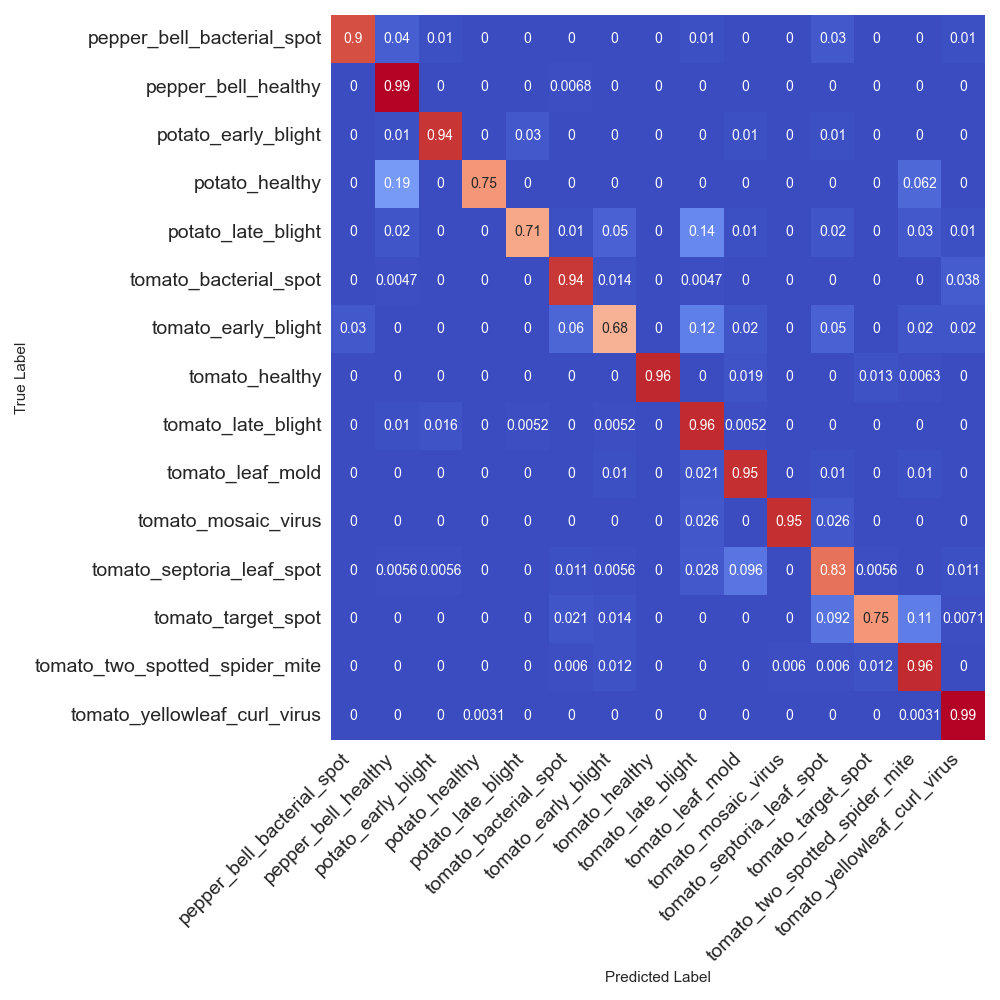 pepper_bell_bacterial_spot 0.9 0.04 0.01 0 0 0 0 0 0.01 0 0 0.03 0 0 0.01
pepper_bell_healthy 0 0.99 0 0 0 0.0068 0 0 0 0 0 0 0 0 0
potato_early_blight 0 0.01 0.94 0 0.03 0 0 0 0 0.01 0 0.01 0 0 0
potato_healthy 0 0.19 0 0.75 0 0 0 0 0 0 0 0 0 0.062 0
potato_late_blight 0 0.02 0 0 0.71 0.01 0.05 0 0.14 0.01 0 0.02 0 0.03 0.01
tomato_bacterial_spot 0 0.0047 0 0 0 0.94 0.014 0 0.0047 0 0 0 0 0 0.038
tomato_early_blight 0.03 0 0 0 0 0.06 0.68 0 0.12 0.02 0 0.05 0 0.02 0.02
tomato_healthy 0 0 0 0 0 0 0 0.96 0 0.019 0 0 0.013 0.0063 0
tomato_late_blight 0 0.01 0.016 0 0.0052 0 0.0052 0 0.96 0.0052 0 0 0 0 0
tomato_leaf_mold 0 0 0 0 0 0 0.01 0 0.021 0.95 0 0.01 0 0.01 0
tomato_mosaic_virus 0 0 0 0 0 0 0 0 0.026 0 0.95 0.026 0 0 0
tomato_septoria_leaf_spot 0 0.0056 0.0056 0 0 0.011 0.0056 0 0.028 0.096 0 0.83 0.0056 0 0.011
tomato_target_spot 0 0 0 0 0 0.021 0.014 0 0 0 0 0.092 0.75 0.11 0.0071
tomato_two_spotted_spider_mite 0 0 0 0 0 0.006 0.012 0 0 0 0.006 0.006 0.012 0.96 0
tomato_yellowleaf_curl_virus 0 0 0 0.0031 0 0 0 0 0 0 0 0 0 0.0031 0.99
True Label
pepper_bell_bacterial_spot
pepper_bell_healthy
potato_early_blight
potato_healthy
potato_late_blight
tomato_bacterial_spot
tomato_early_blight
tomato_healthy
tomato_late_blight
tomato_leaf_mold
tomato_mosaic_virus
tomato_septoria_leaf_spot
tomato_target_spot
tomato_two_spotted_spider_mite
tomato_yellowleaf_curl_virus
Predicted Label